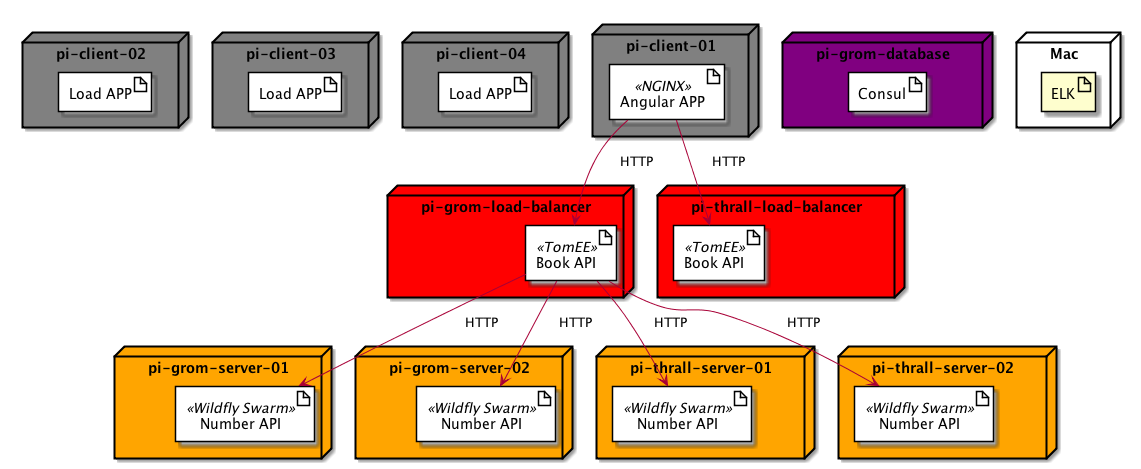 pi-client-02
Load APP
pi-client-03
Load APP
pi-client-04
Load APP
pi-client-01
«NGINX»
Angular APP
pi-grom-database
Consul
Mac
ELK
HTTP
HTTP
pi-grom-load-balancer
«TomEE»
Book API
pi-thrall-load-balancer
«TomEE»
Book API
HTTP
HTTP
HTTP
HTTP
pi-grom-server-01
«Wildfly Swarm»
Number API
pi-grom-server-02
«Wildfly Swarm»
Number API
pi-thrall-server-01
«Wildfly Swarm»
Number API
pi-thrall-server-02
«Wildfly Swarm»
Number API